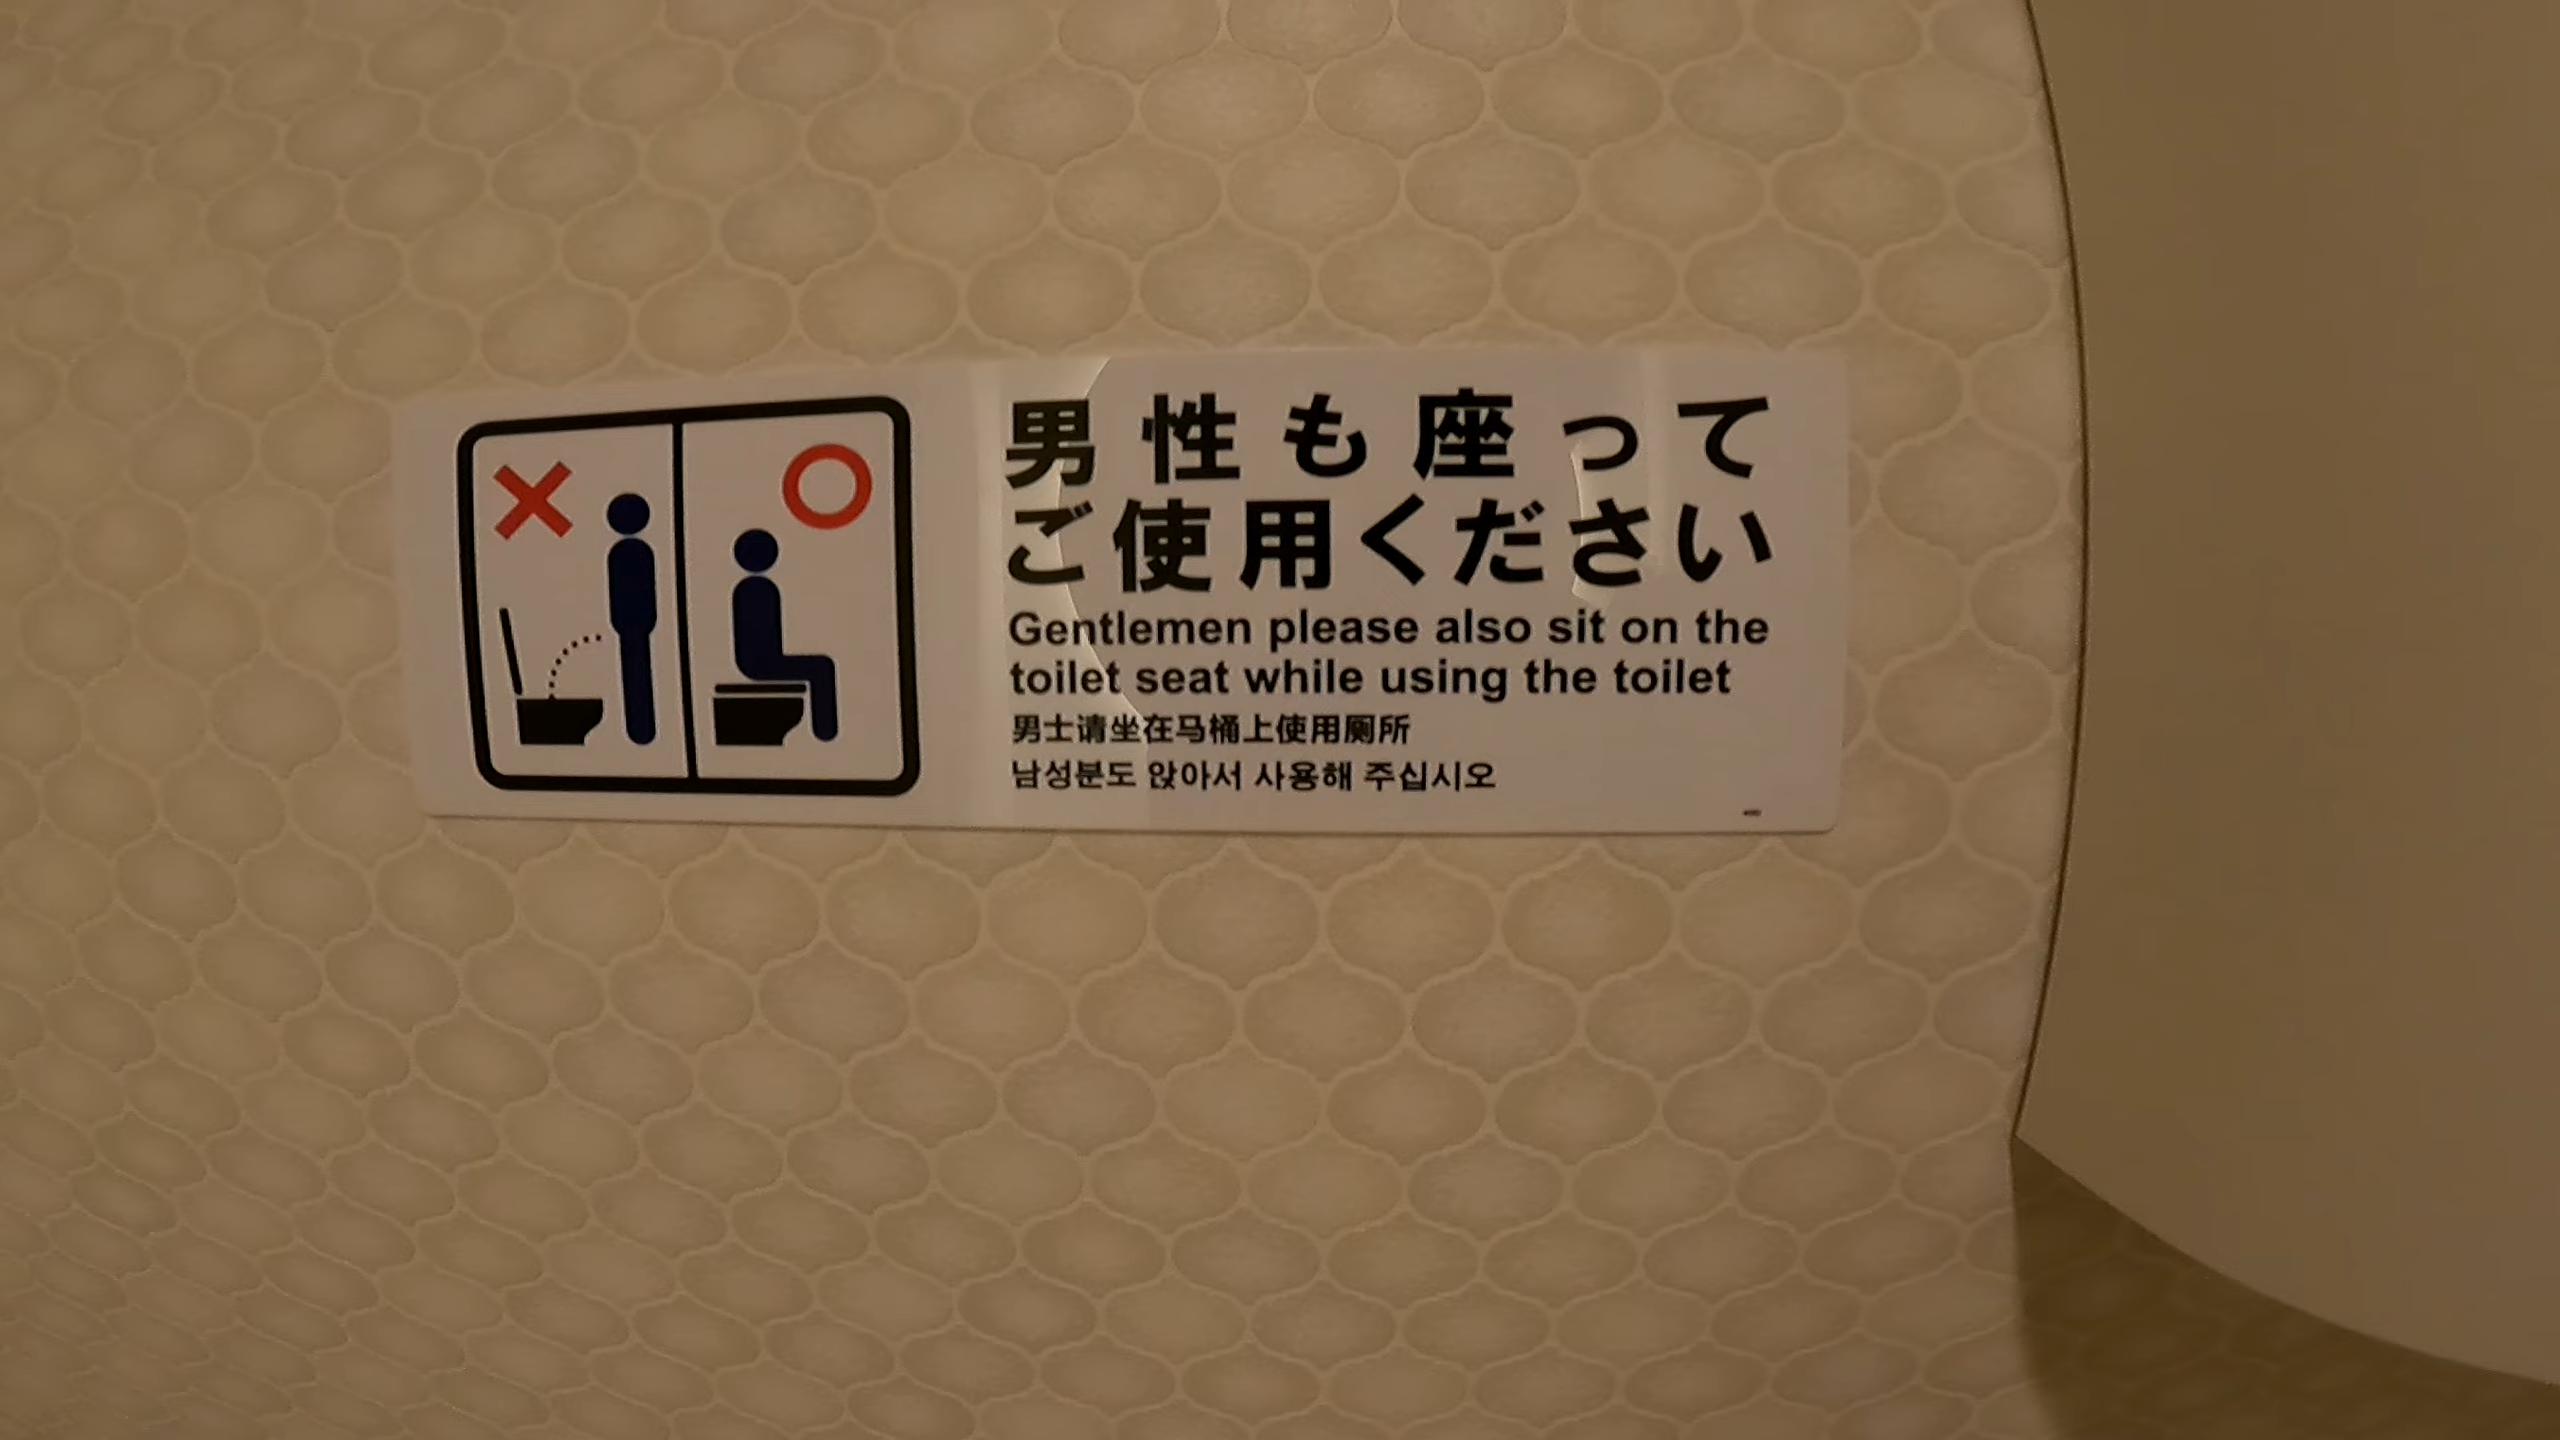 男性も座って
ご使用ください
Gentlemen please also sit on the
toilet seat while using the toilet
男士请坐在马桶上使用厕所
남성분도 앉아서 사용해 주십시오